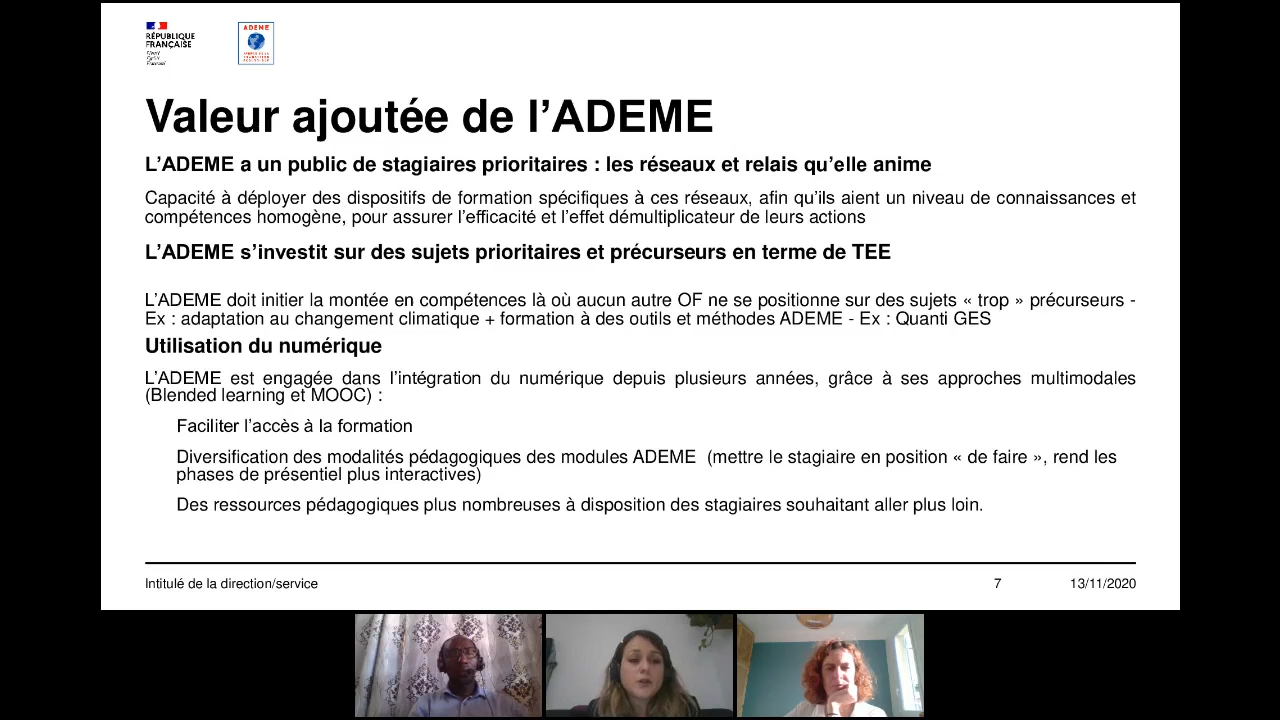 RÉPUBLIQUE
FRANÇAISE
Liberté
Égalité
Fraternité
ADEME
Valeur ajoutée de l’ADEME
L’ADEME a un public de stagiaires prioritaires : les réseaux et relais qu’elle anime
Capacité à déployer des dispositifs de formation spécifiques à ces réseaux, afin qu’ils aient un niveau de connaissances et
compétences homogène, pour assurer l’efficacité et l’effet démultiplicateur de leurs actions
L’ADEME s’investit sur des sujets prioritaires et précurseurs en terme de TEE
L’ADEME doit initier la montée en compétences là où aucun autre OF ne se positionne sur des sujets « trop » précurseurs -
Ex : adaptation au changement climatique + formation à des outils et méthodes ADEME - Ex : Quanti GES
Utilisation du numérique
L’ADEME est engagée dans l’intégration du numérique depuis plusieurs années, grâce à ses approches multimodales
(Blended learning et MOOC) :
Faciliter l’accès à la formation
Diversification des modalités pédagogiques des modules ADEME (mettre le stagiaire en position « de faire », rend les
phases de présentiel plus interactives)
Des ressources pédagogiques plus nombreuses à disposition des stagiaires souhaitant aller plus loin.
Intitulé de la direction/service
7
13/11/2020